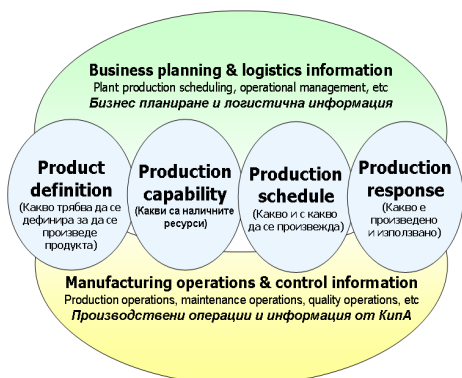 Business planning & logistics information
Plant production scheduling, operational management, etc
Бизнес планиране и логистична информация
Product
definition
(Какво трябва да се
дефинира за да се
произведе
продукта)
Production
capability
(Какви са наличните
ресурси)
Production
schedule
(Какво и с какво
да се произвежда)
Production
response
(Какво е
произведено
и използвано)
Manufacturing operations & control information
Production operations, maintenance operations, quality operations, etc
Производствени операции и информация от КипА